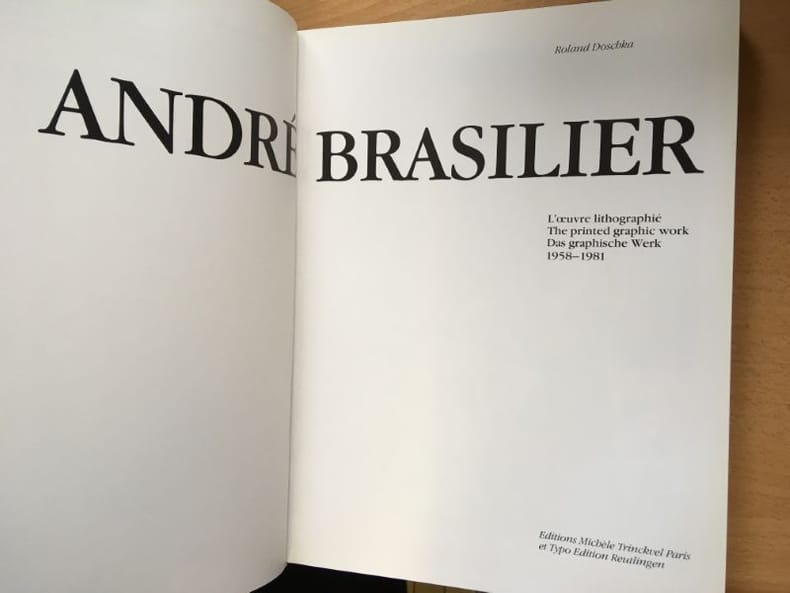 Roland Doschka
ANDRÉ BRASILIER
L'œuvre lithographié
The printed graphic work
Das graphische Werk
1958–1981
Editions Michèle Trinckvel Paris
et Typo Edition Reutlingen